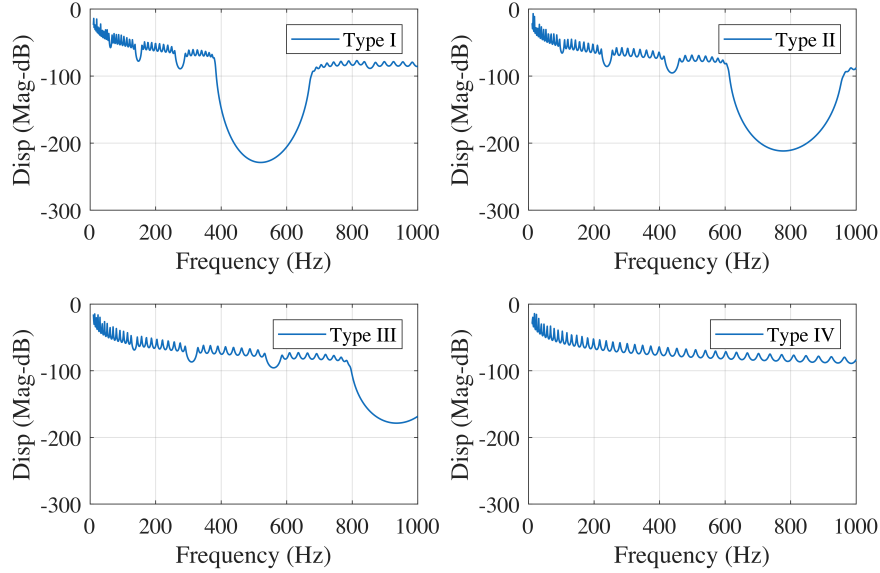 0
-100
-200
-300
Disp (Mag-dB)
Type I
0 200 400 600 800 1000
Frequency (Hz)
0
-100
-200
-300
Disp (Mag-dB)
Type II
0 200 400 600 800 1000
Frequency (Hz)
0
-100
-200
-300
Disp (Mag-dB)
Type III
0 200 400 600 800 1000
Frequency (Hz)
0
-100
-200
-300
Disp (Mag-dB)
Type IV
0 200 400 600 800 1000
Frequency (Hz)